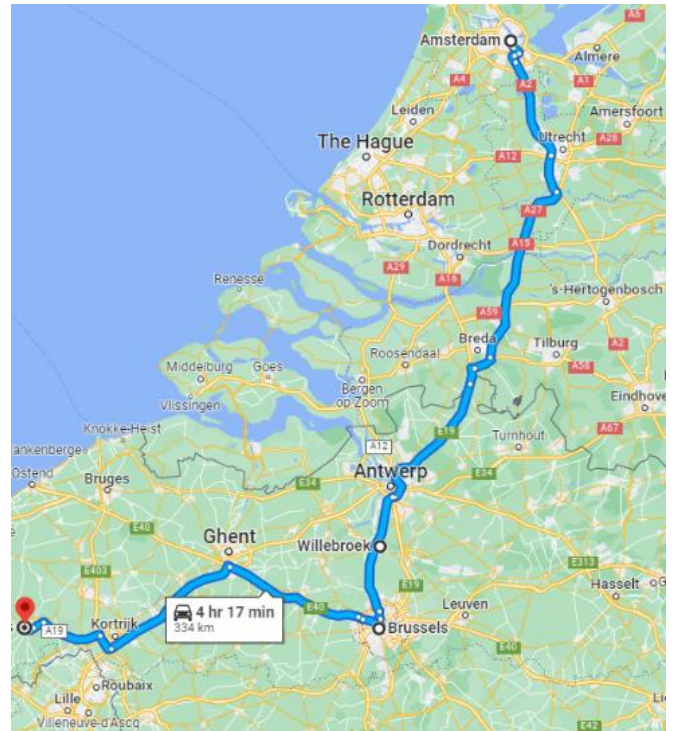 A6
Amsterdam
Almere
A4
A2
A1
Leiden
Amersfoort
The Hague
Utrecht
A28
A12
Rotterdam
A27
Dordrecht
A15
A29
A16
Renesse
's-Hertogenbosch
A59
Breda
Tilburg
A2
Roosendaal
A58
Middelburg
Goes
Bergen
op Zoom
Eindhove
Vlissingen
A67
Knokke-Heist
E19
Turnhout
A12
lankenberge
Ostend
Antwerp
E34
Bruges
E34
E40
Ghent
Willebroek
E313
E403
E19
Hasselt
4 hr 17 min
334 km
E40
Leuven
s
A19
Kortrijk
Brussels
E40
Roubaix
Lille
Villeneuve-d'Ascq
Li
E42